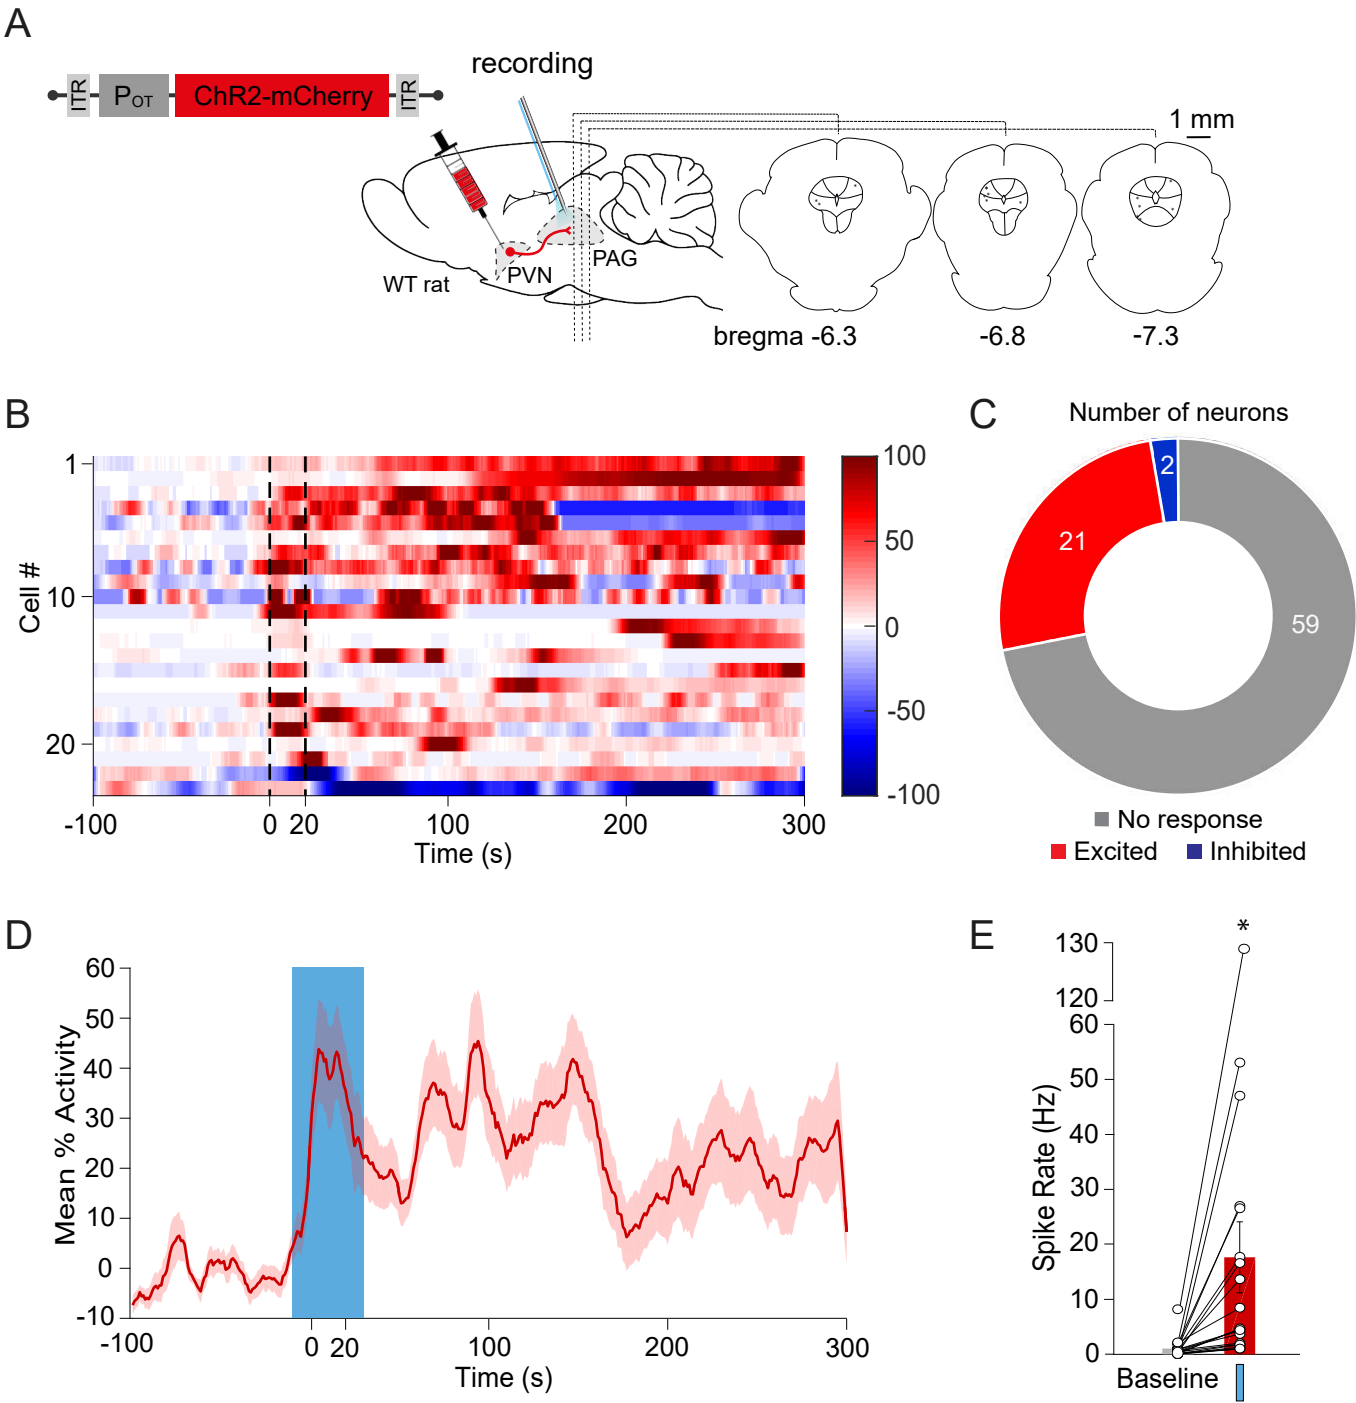 A
recording
ITR
POT
ChR2-mCherry
ITR
1 mm
WT rat
PVN
PAG
bregma -6.3
-6.8
-7.3
B
Cell #
1
10
20
-100
0
20
100
200
300
Time (s)
100
50
0
-50
-100
C
Number of neurons
2
21
59
No response
Excited
Inhibited
D
Mean % Activity
60
50
40
30
20
10
0
-10
-100
0
20
100
200
300
Time (s)
E
*
Spike Rate (Hz)
130
120
60
50
40
30
20
10
0
Baseline